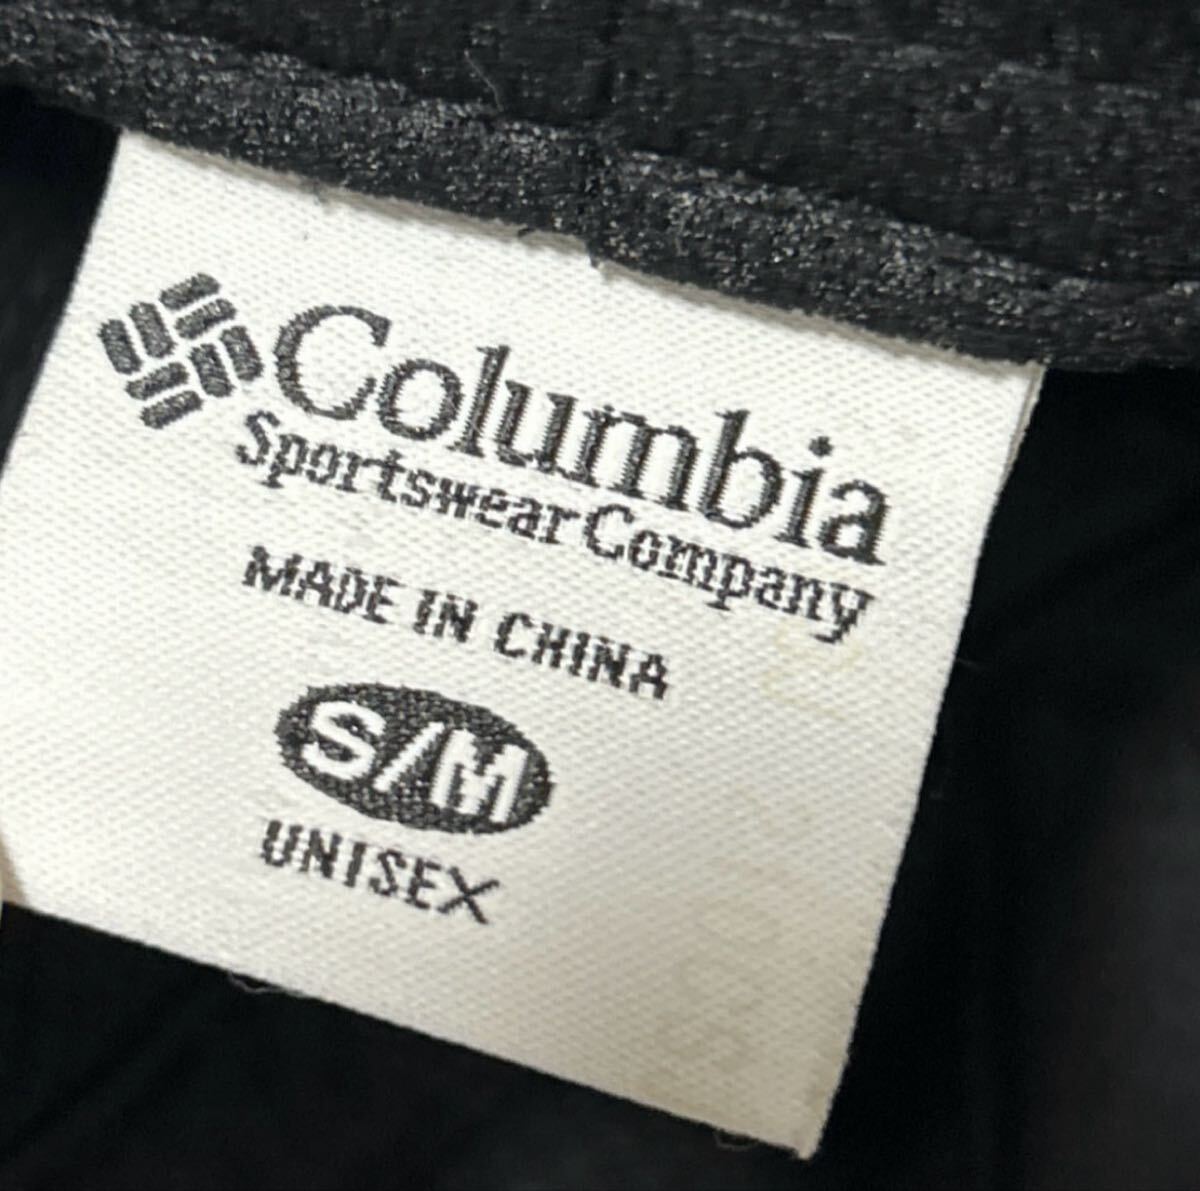 Columbia
Sportswear Company
MADE IN CHINA
S/M
UNISEX